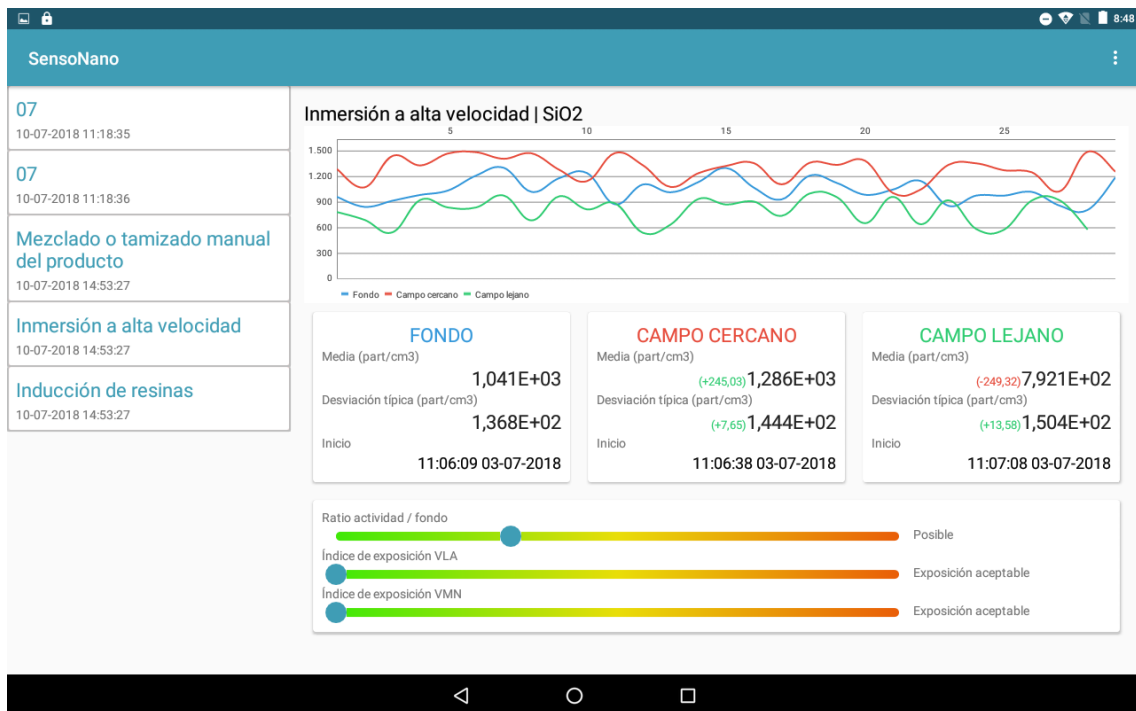 8:48
SensoNano
07
10-07-2018 11:18:35
07
10-07-2018 11:18:36
Mezclado o tamizado manual
del producto
10-07-2018 14:53:27
Inmersión a alta velocidad
10-07-2018 14:53:27
Inducción de resinas
10-07-2018 14:53:27
Inmersión a alta velocidad | SiO2
5 10 15 20 25
1.500
1.200
900
600
300
0
Fondo Campo cercano Campo lejano
FONDO
Media (part/cm3)
1,041E+03
Desviación típica (part/cm3)
1,368E+02
Inicio
11:06:09 03-07-2018
CAMPO CERCANO
Media (part/cm3)
(+245,03)1,286E+03
Desviación típica (part/cm3)
(+7,65)1,444E+02
Inicio
11:06:38 03-07-2018
CAMPO LEJANO
Media (part/cm3)
(-249,32)7,921E+02
Desviación típica (part/cm3)
(+13,58)1,504E+02
Inicio
11:07:08 03-07-2018
Ratio actividad / fondo
Posible
Índice de exposición VLA
Exposición aceptable
Índice de exposición VMN
Exposición aceptable